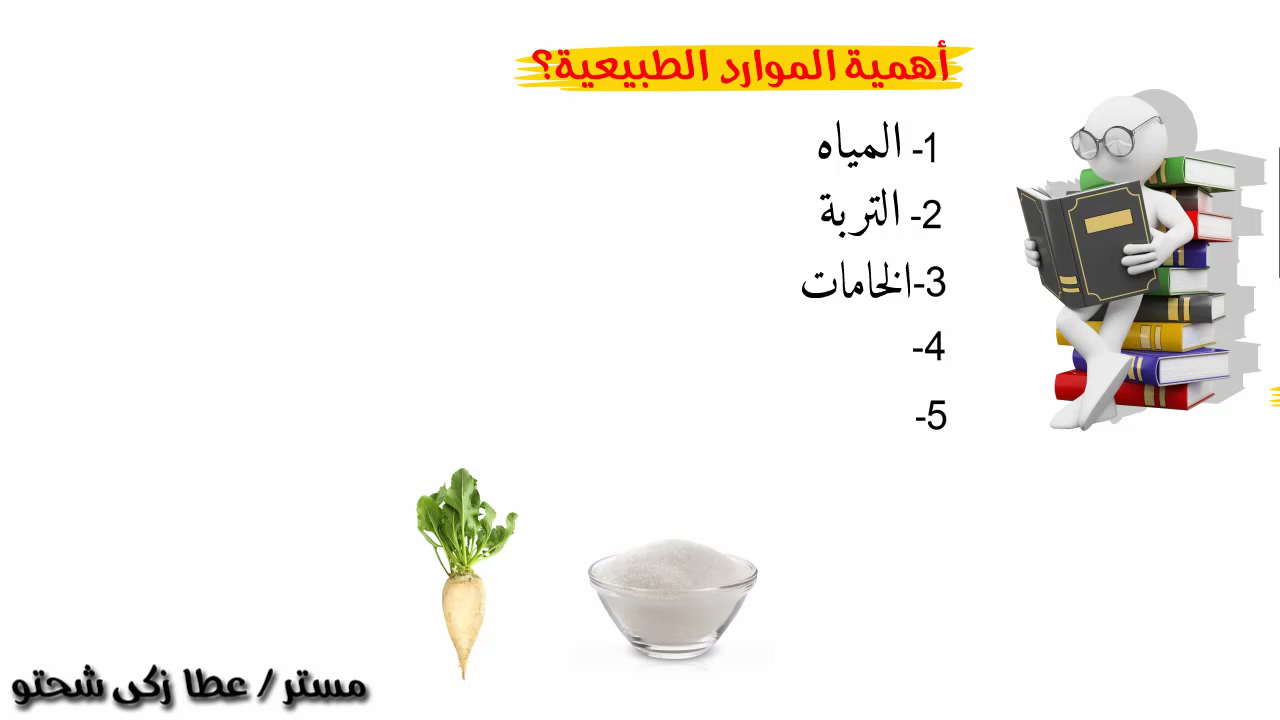 أهمية الموارد الطبيعية؟
1- المياه
2- التربة
3-الخامات
4-
5-
مستر / عطا زكى شحتو